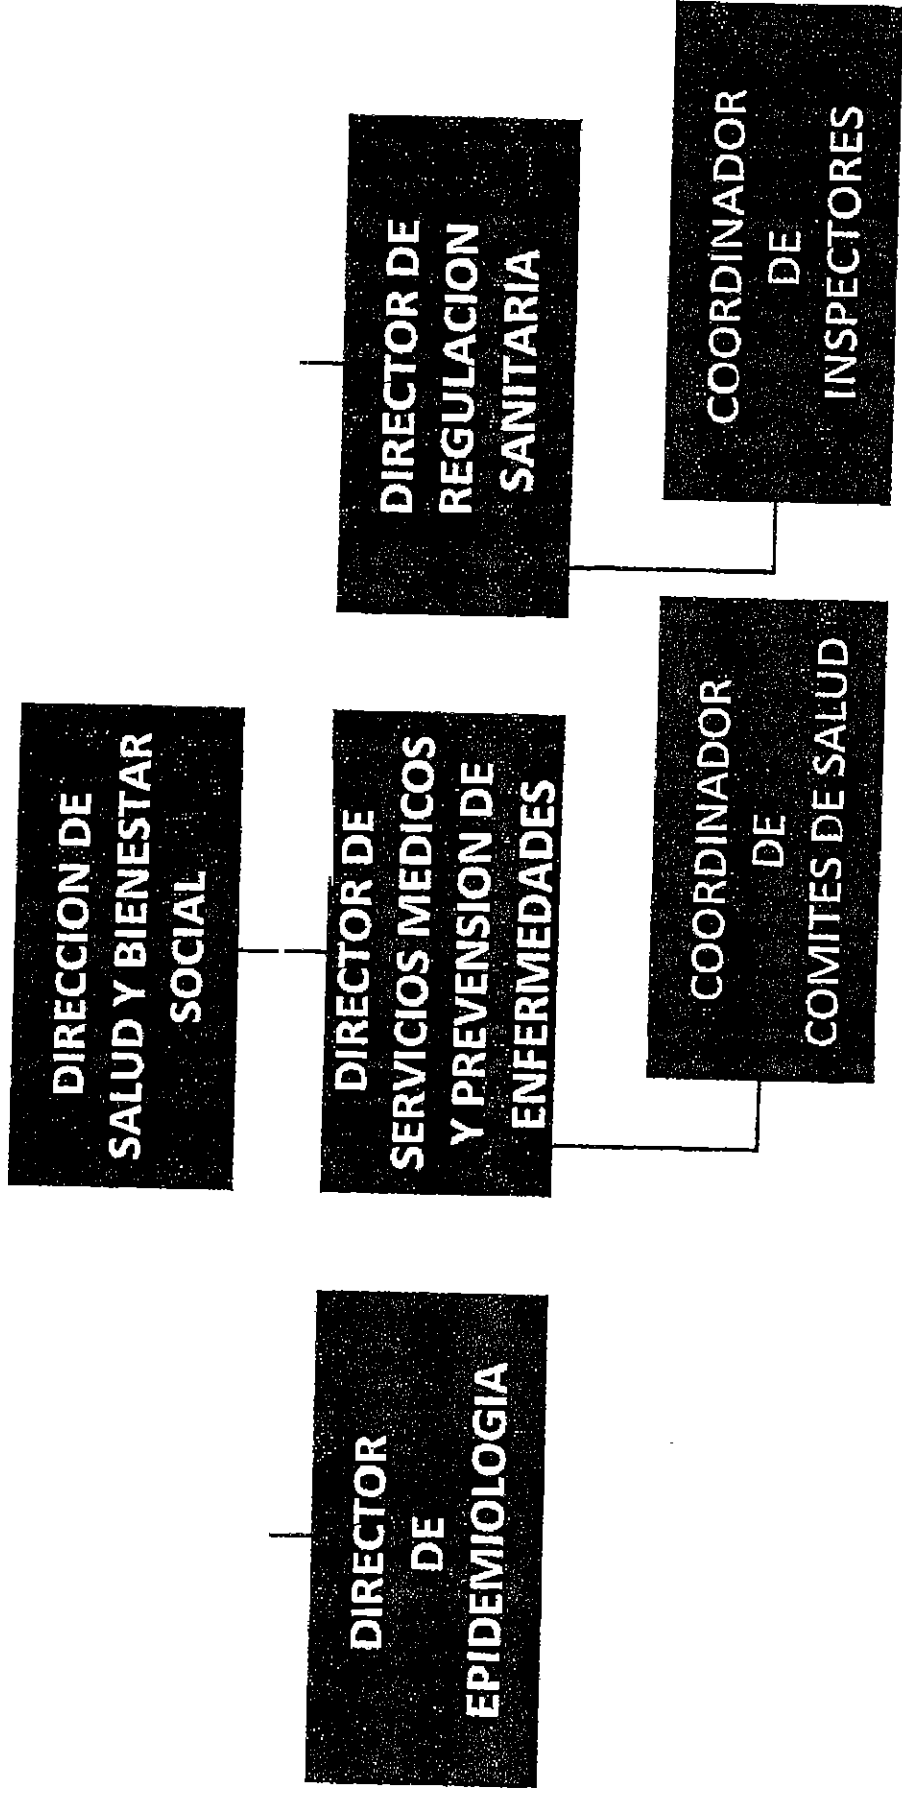 DIRECCION DE
SALUD Y BIENESTAR
SOCIAL
DIRECTOR
DE
EPIDEMIOLOGIA
DIRECTOR DE
SERVICIOS MEDICOS
Y PREVENSION DE
ENFERMEDADES
DIRECTOR DE
REGULACION
SANITARIA
COORDINADOR
DE
COMITES DE SALUD
COORDINADOR
DE
INSPECTORES